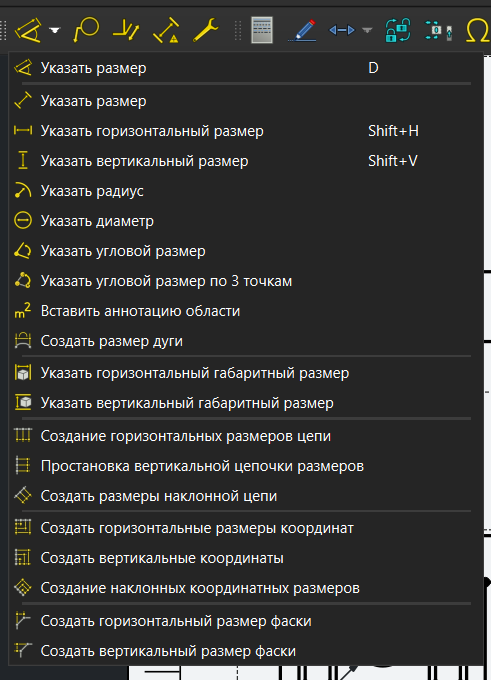 Указать размер D
Указать размер
Указать горизонтальный размер Shift+H
Указать вертикальный размер Shift+V
Указать радиус
Указать диаметр
Указать угловой размер
Указать угловой размер по 3 точкам
m² Вставить аннотацию области
Создать размер дуги
Указать горизонтальный габаритный размер
Указать вертикальный габаритный размер
Создание горизонтальных размеров цепи
Простановка вертикальной цепочки размеров
Создать размеры наклонной цепи
Создать горизонтальные размеры координат
Создать вертикальные координаты
Создание наклонных координатных размеров
Создать горизонтальный размер фаски
Создать вертикальный размер фаски